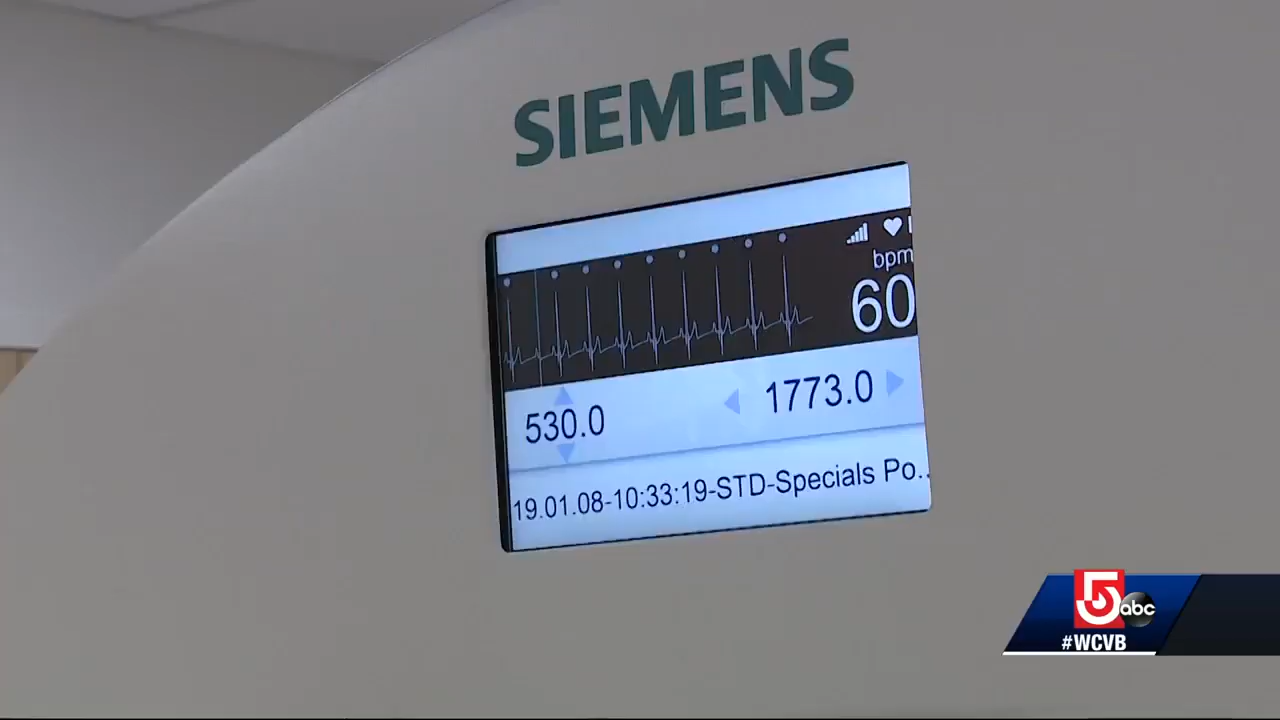 SIEMENS
bpm
60
530.0
1773.0
19.01.08-10:33:19-STD-Specials Po..
5 abc
#WCVB